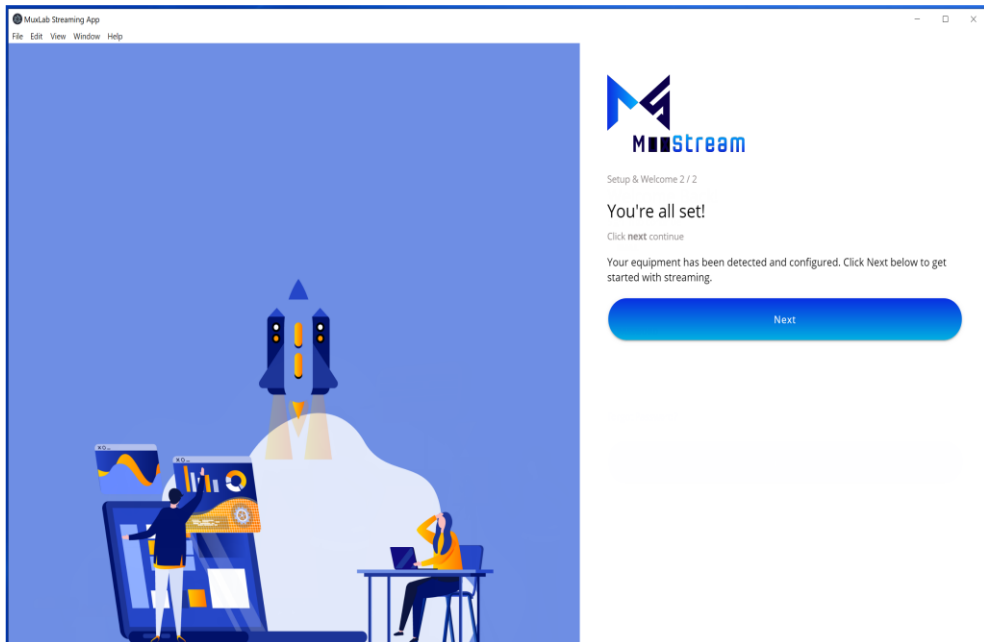 MuxLab Streaming App
File Edit View Window Help
MuxStream
Setup & Welcome 2 / 2
You're all set!
Click next continue
Your equipment has been detected and configured. Click Next below to get
started with streaming.
Next